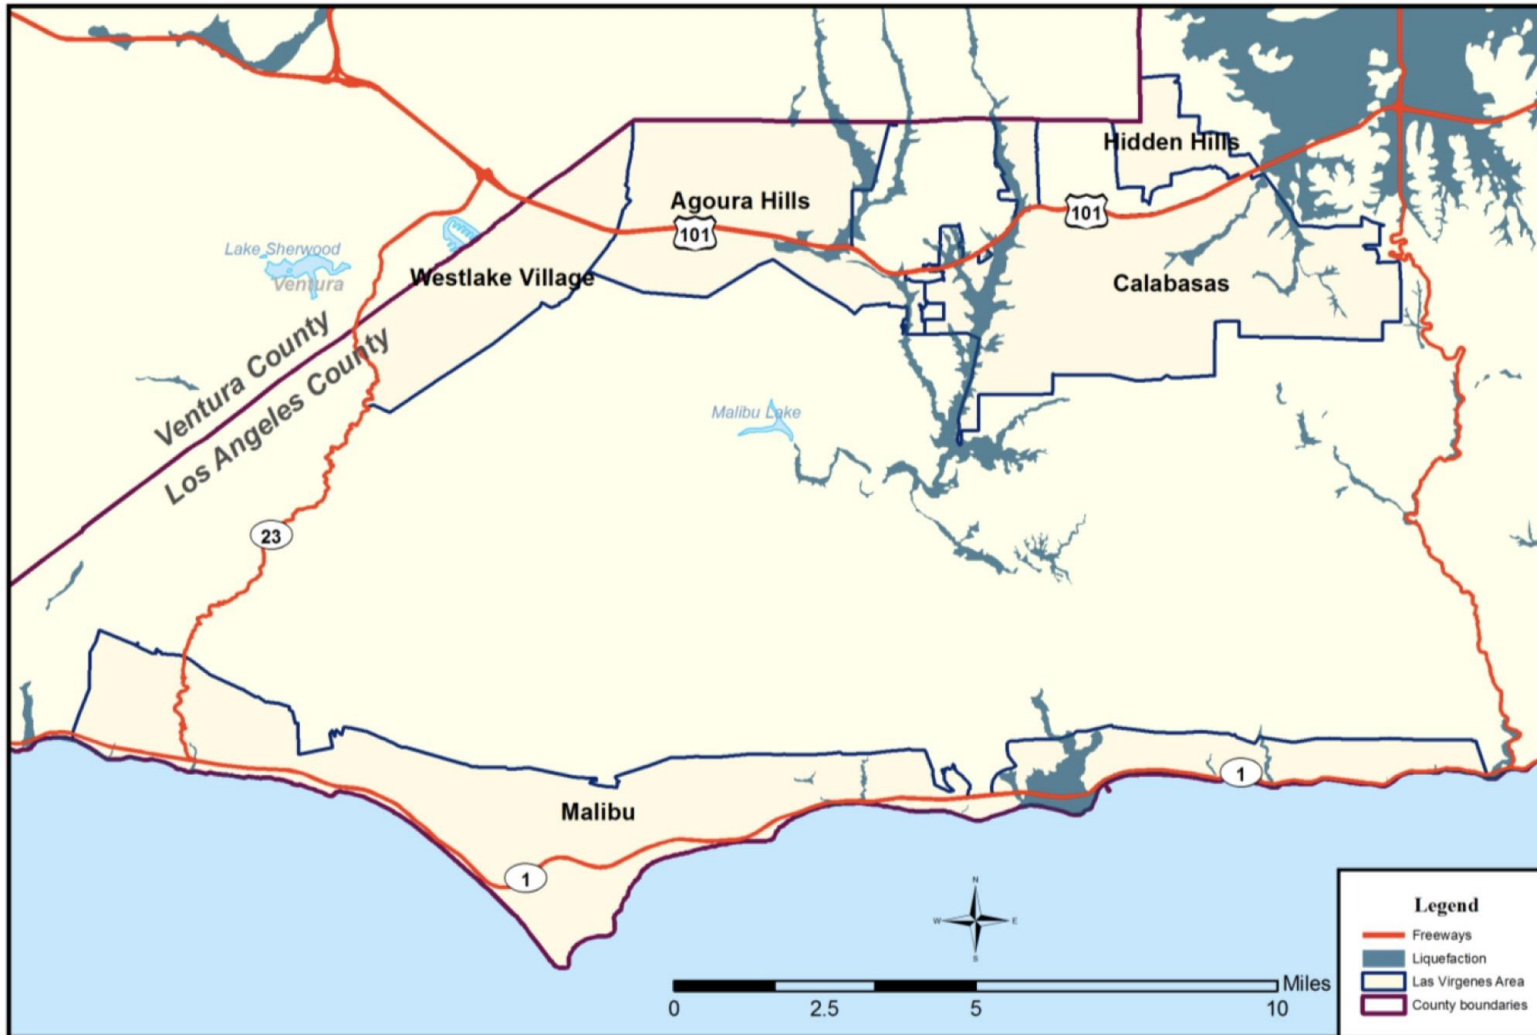 Hidden Hills
Agoura Hills
101
101
Lake Sherwood
Ventura
Westlake Village
Calabasas
Ventura County
Los Angeles County
Malibu Lake
23
1
Malibu
1
N
W E
S
Legend
Freeways
Liquefaction
Las Virgenes Area
County boundaries
Miles
0 2.5 5 10